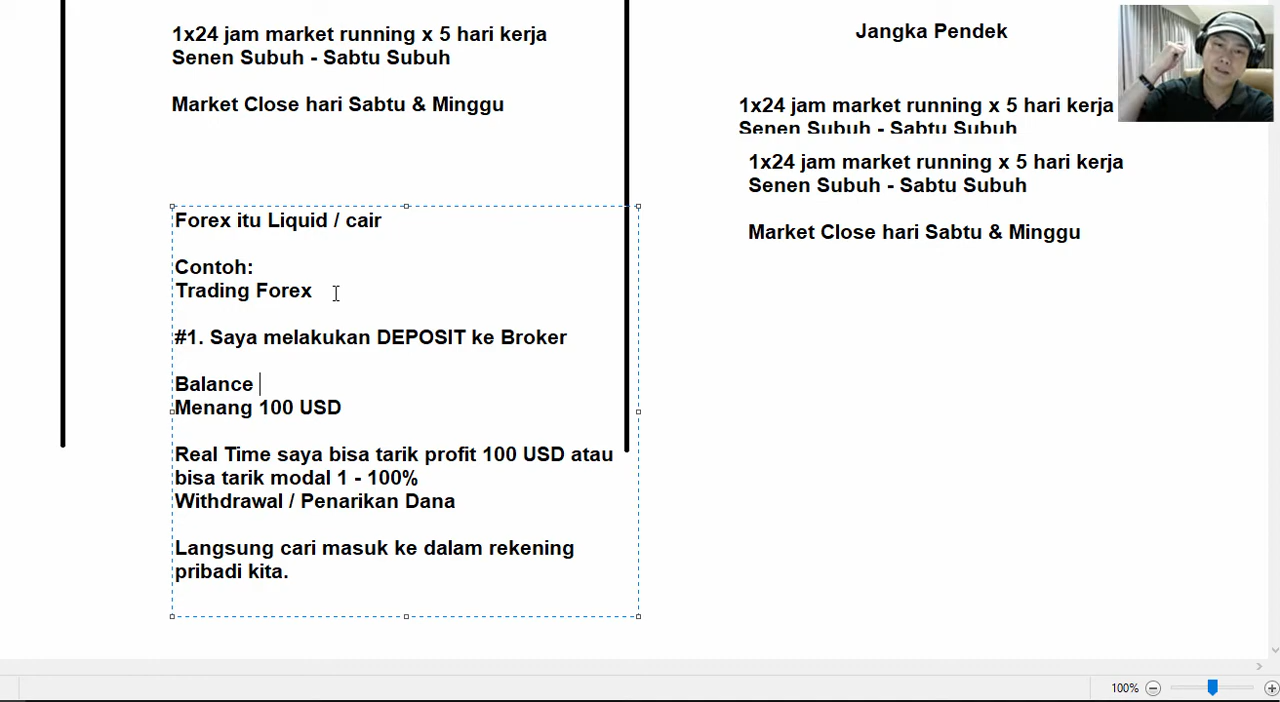 1x24 jam market running x 5 hari kerja
Senen Subuh - Sabtu Subuh
Market Close hari Sabtu & Minggu
Forex itu Liquid / cair
Contoh:
Trading Forex
#1. Saya melakukan DEPOSIT ke Broker
Balance
Menang 100 USD
Real Time saya bisa tarik profit 100 USD atau
bisa tarik modal 1 - 100%
Withdrawal / Penarikan Dana
Langsung cari masuk ke dalam rekening
pribadi kita.
Jangka Pendek
1x24 jam market running x 5 hari kerja
Senen Subuh - Sabtu Subuh
1x24 jam market running x 5 hari kerja
Senen Subuh - Sabtu Subuh
Market Close hari Sabtu & Minggu
100%